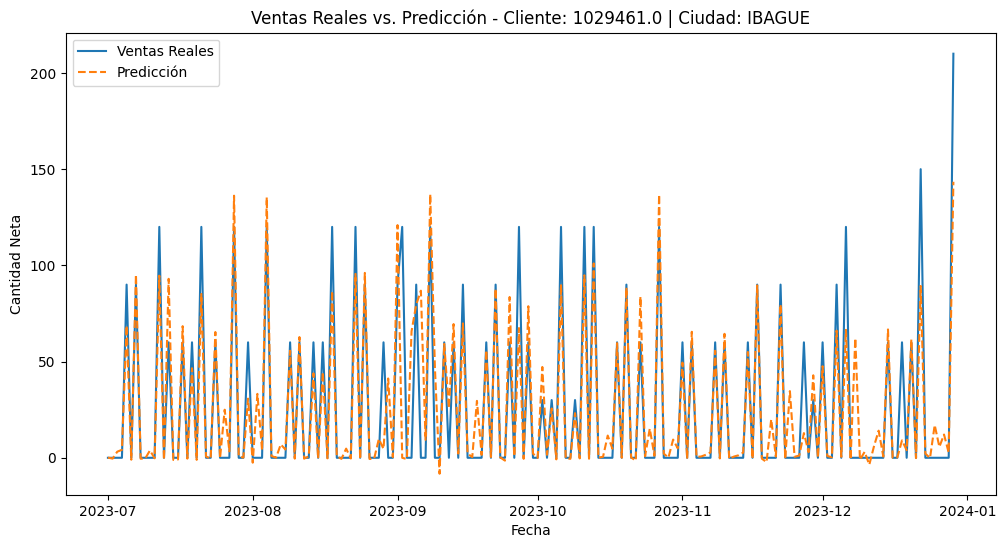 Ventas Reales vs. Predicción - Cliente: 1029461.0 | Ciudad: IBAGUE
Ventas Reales
Predicción
Cantidad Neta
200
150
100
50
0
2023-07 2023-08 2023-09 2023-10 2023-11 2023-12 2024-01
Fecha